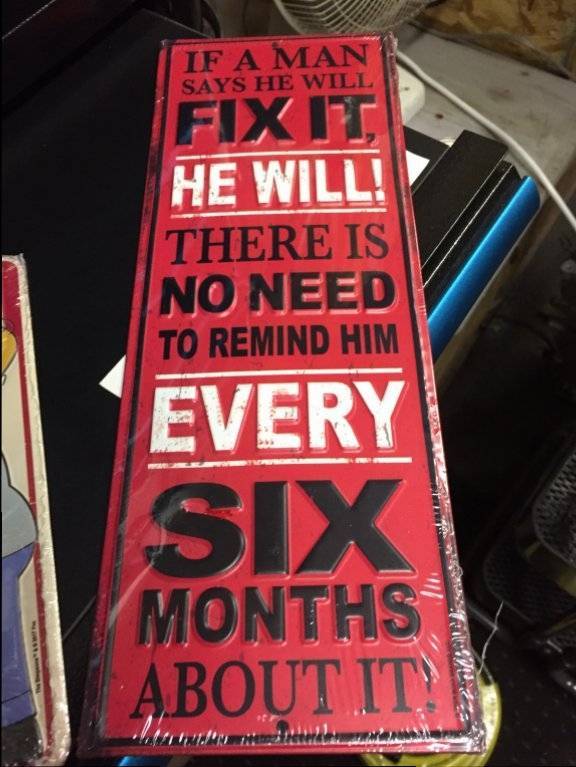 IF A MAN
SAYS HE WILL
FIX IT,
HE WILL!
THERE IS
NO NEED
TO REMIND HIM
EVERY
SIX
MONTHS
ABOUT IT!